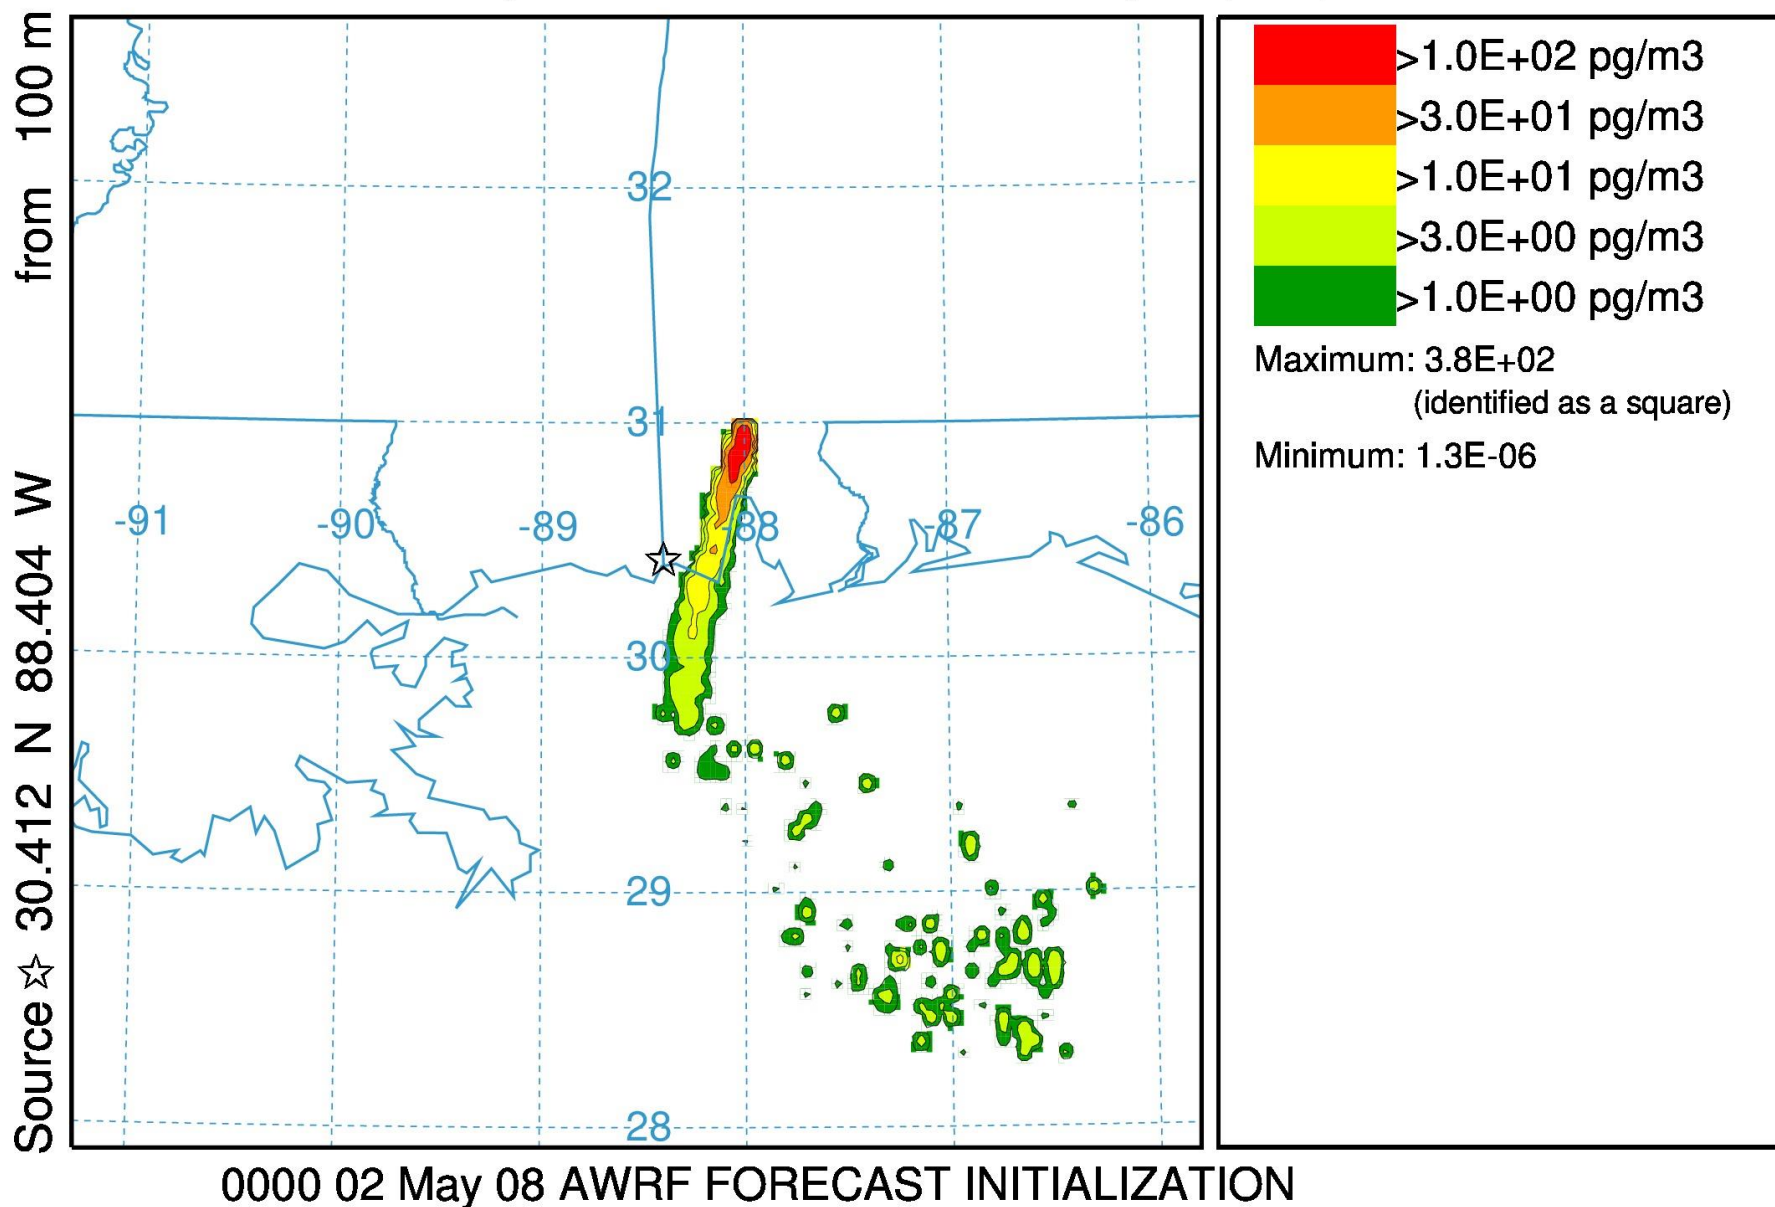 Source ☆ 30.412 N 88.404 W from 100 m
32
31
-91 -90 -89 -88 -87 -86
30
29
28
>1.0E+02 pg/m3
>3.0E+01 pg/m3
>1.0E+01 pg/m3
>3.0E+00 pg/m3
>1.0E+00 pg/m3
Maximum: 3.8E+02
(identified as a square)
Minimum: 1.3E-06
0000 02 May 08 AWRF FORECAST INITIALIZATION